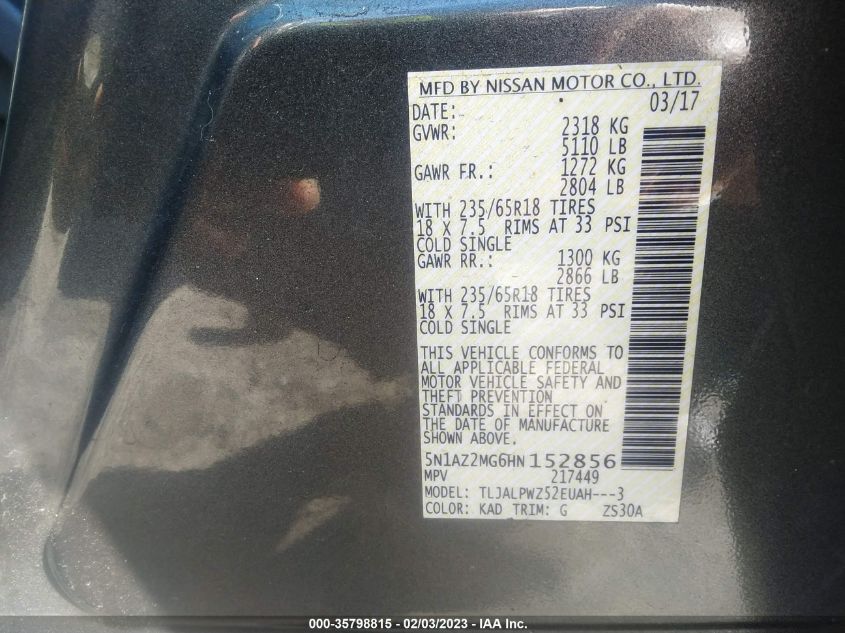 MFD BY NISSAN MOTOR CO., LTD.
DATE: 03/17
GVWR: 2318 KG
5110 LB
GAWR FR.: 1272 KG
2804 LB
WITH 235/65R18 TIRES
18 X 7.5 RIMS AT 33 PSI
COLD SINGLE
GAWR RR.: 1300 KG
2866 LB
WITH 235/65R18 TIRES
18 X 7.5 RIMS AT 33 PSI
COLD SINGLE
THIS VEHICLE CONFORMS TO
ALL APPLICABLE FEDERAL
MOTOR VEHICLE SAFETY AND
THEFT PREVENTION
STANDARDS IN EFFECT ON
THE DATE OF MANUFACTURE
SHOWN ABOVE.
5N1AZ2MG6HN152856
MPV 217449
MODEL: TLJALPWZ52EUAH---3
COLOR: KAD TRIM: G ZS30A
000-35798815 - 02/03/2023 - IAA Inc.